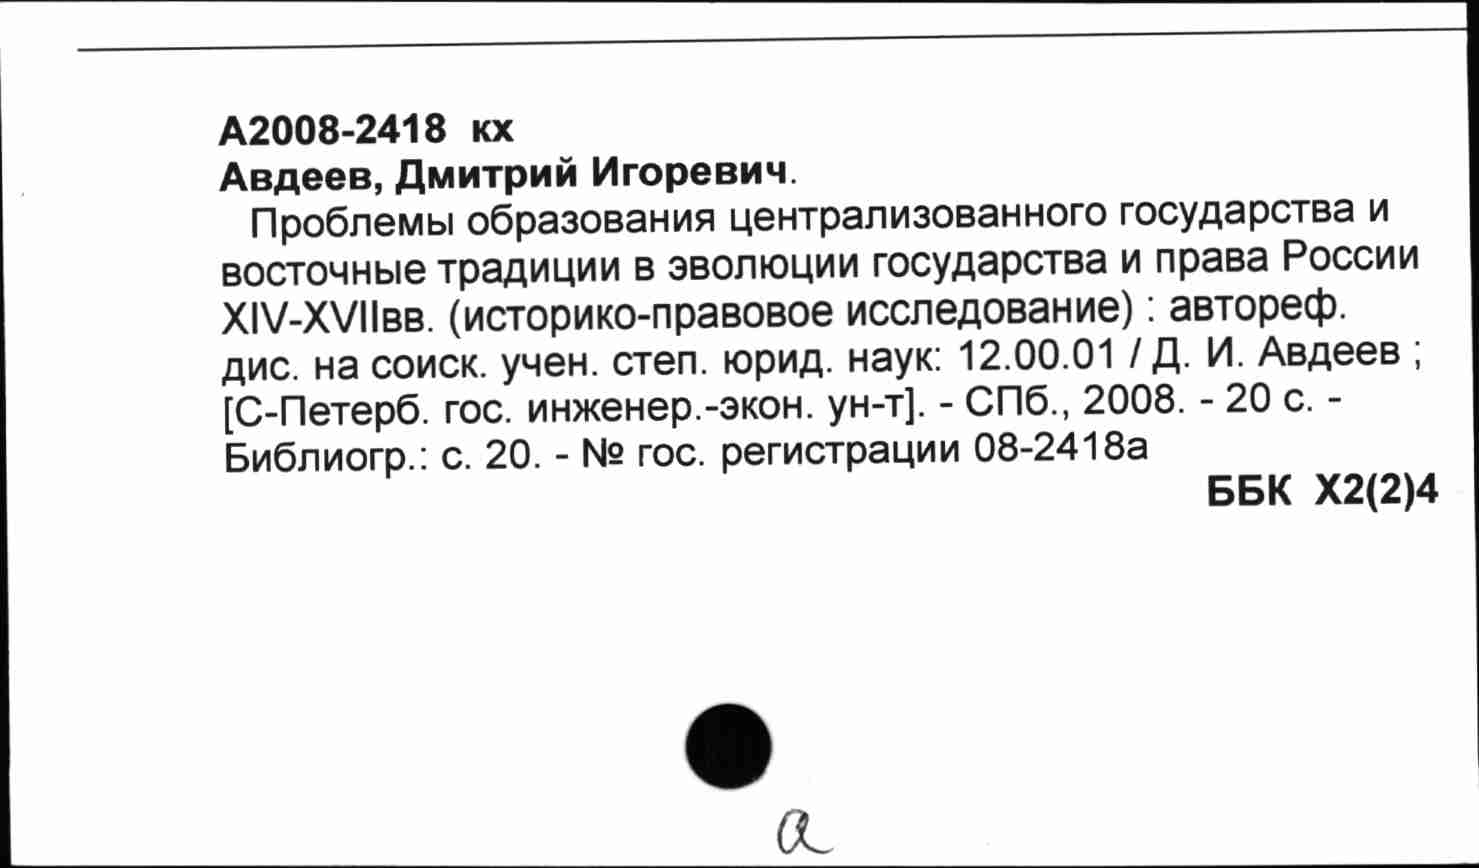 А2008-2418 кх
Авдеев, Дмитрий Игоревич.
Проблемы образования централизованного государства и
восточные традиции в эволюции государства и права России
XIV-XVIIвв. (историко-правовое исследование) : автореф.
дис. на соиск. учен. степ. юрид. наук: 12.00.01 / Д. И. Авдеев ;
[С-Петерб. гос. инженер.-экон. ун-т]. - СПб., 2008. - 20 с. -
Библиогр.: с. 20. - № гос. регистрации 08-2418а
ББК Х2(2)4
а